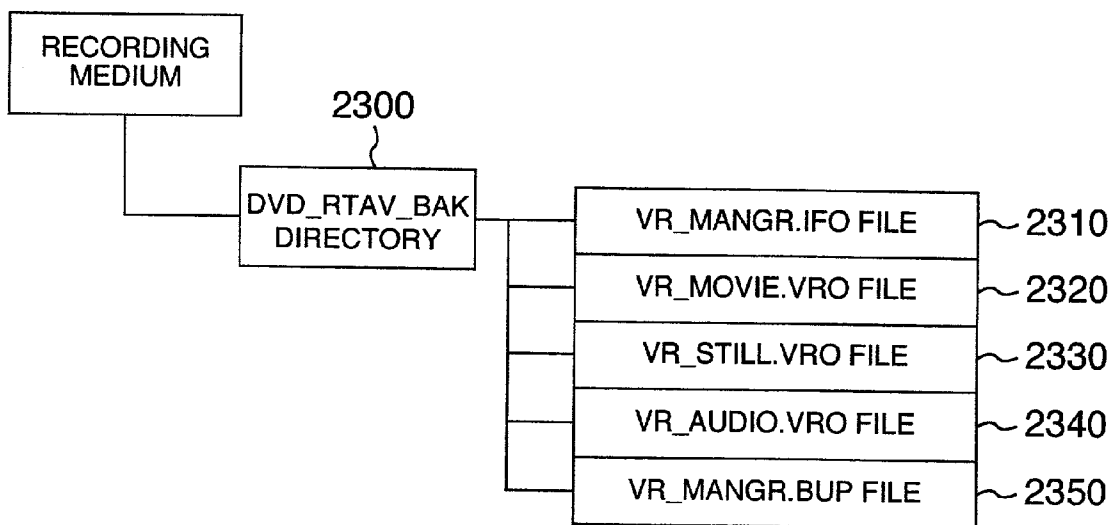 RECORDING
MEDIUM
2300
DVD_RTAV_BAK
DIRECTORY
VR_MANGR.IFO FILE
2310
VR_MOVIE.VRO FILE
2320
VR_STILL.VRO FILE
2330
VR_AUDIO.VRO FILE
2340
VR_MANGR.BUP FILE
2350